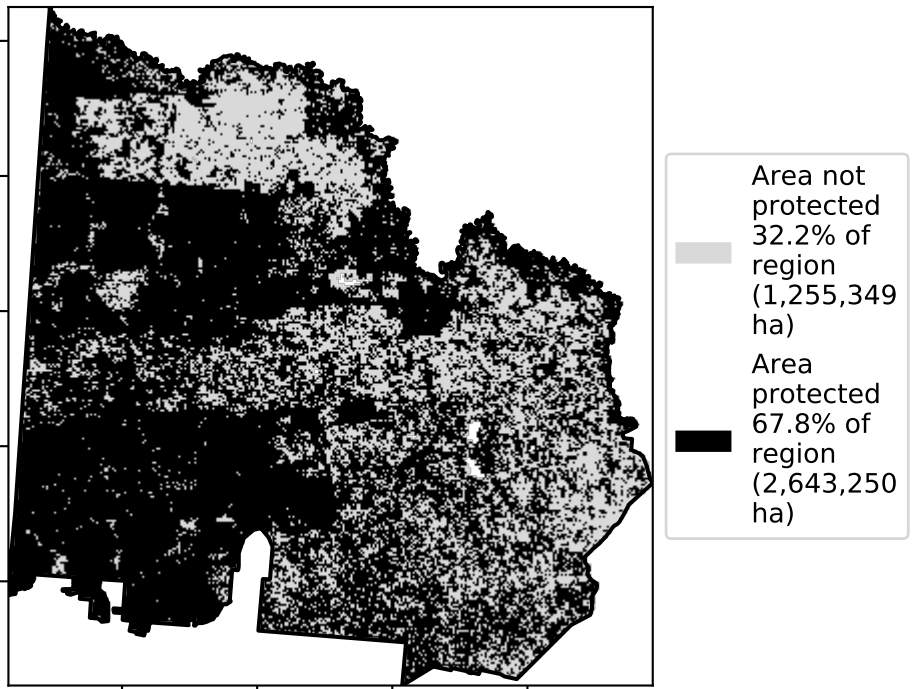 Area not
protected
32.2% of
region
(1,255,349
ha)
Area
protected
67.8% of
region
(2,643,250
ha)